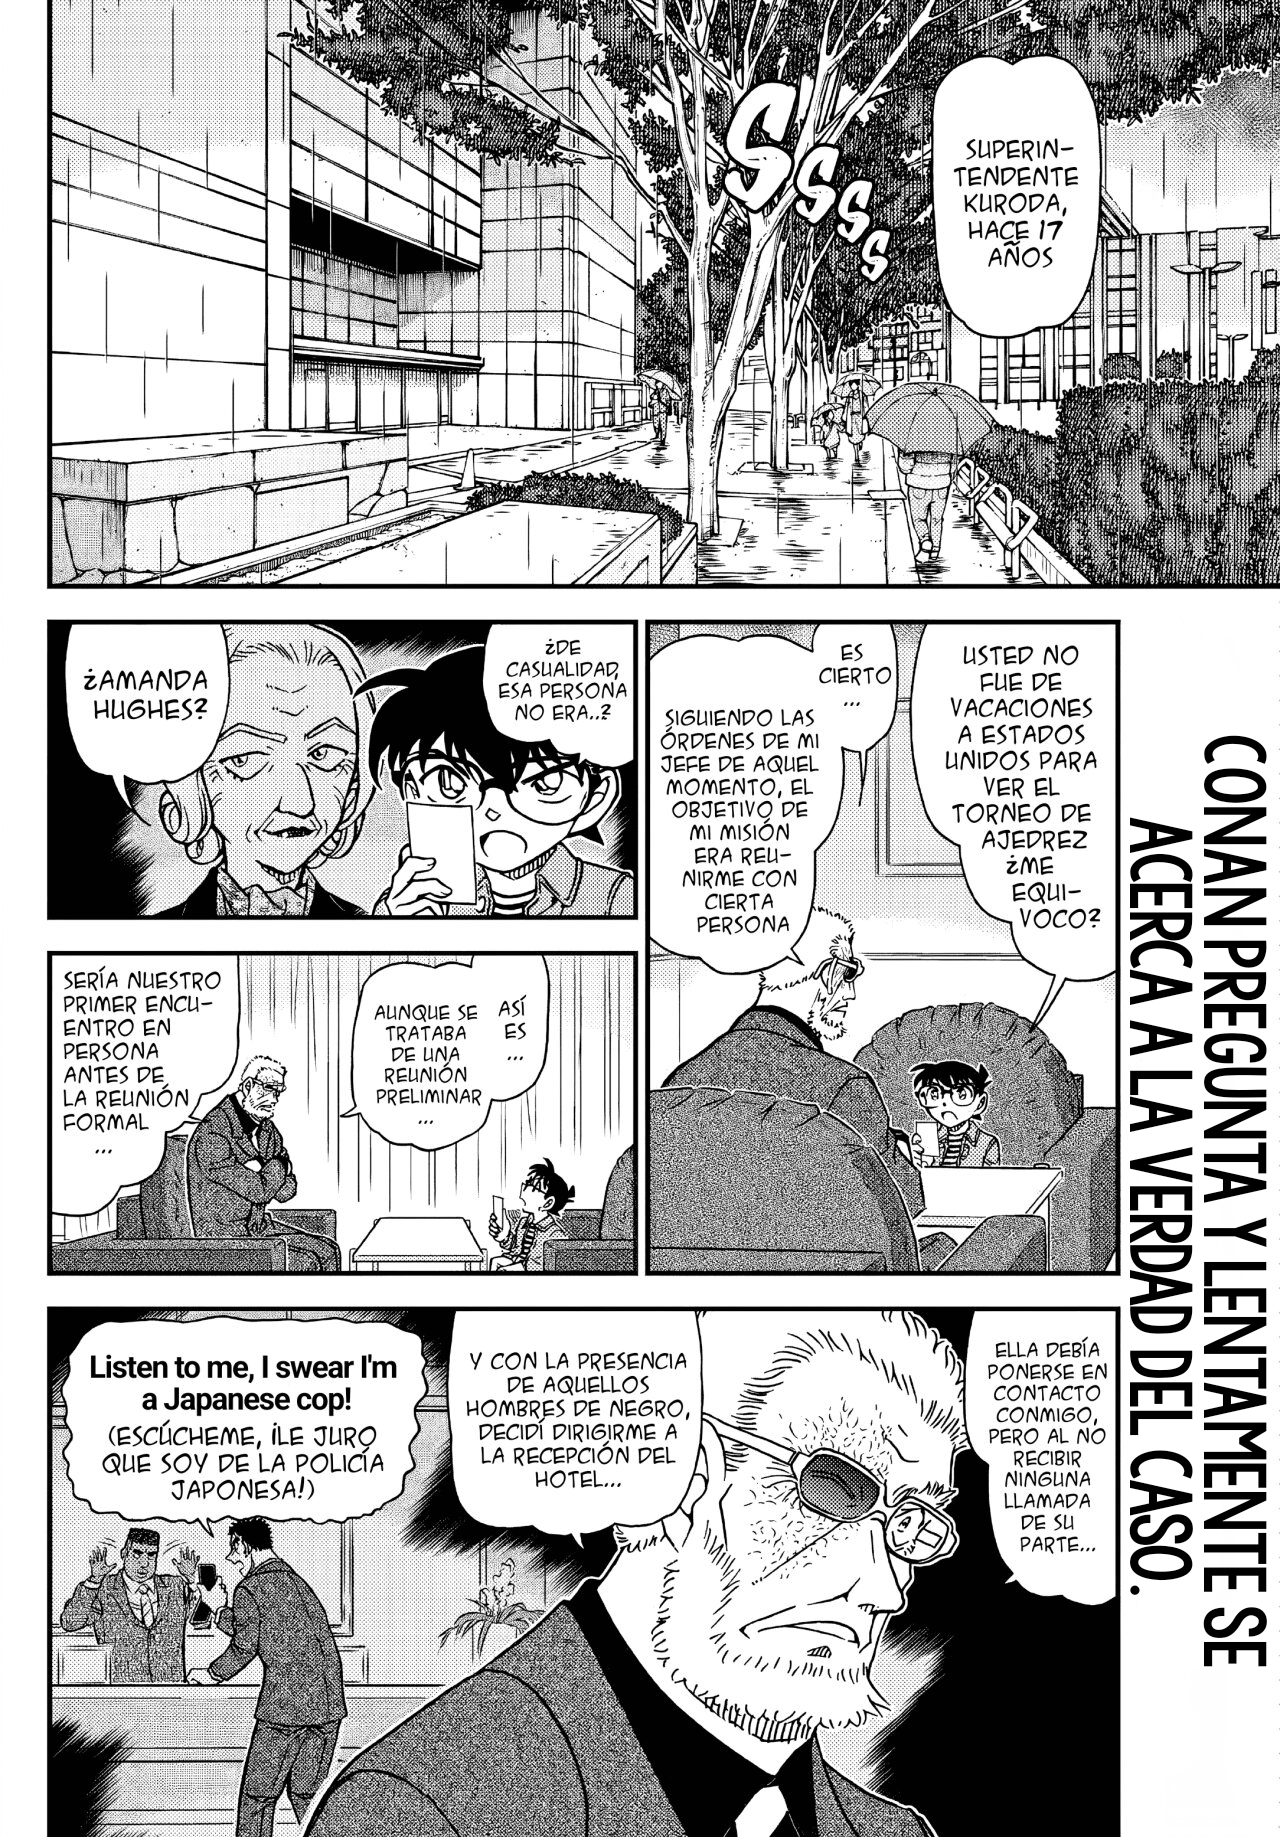 SUPERIN-
TENDENTE
KURODA,
HACE 17
AÑOS
SSSS
USTED NO
FUE DE
VACACIONES
A ESTADOS
UNIDOS PARA
VER EL
TORNEO DE
AJEDREZ
¿ME
EQUI-
VOCO?
ES
CIERTO
...
SIGUIENDO LAS
ÓRDENES DE MI
JEFE DE AQUEL
MOMENTO, EL
OBJETIVO DE
MI MISIÓN
ERA REU-
NIRME CON
CIERTA
PERSONA
¿DE
CASUALIDAD,
ESA PERSONA
NO ERA..?
¿AMANDA
HUGHES?
ASÍ
ES
...
AUNQUE SE
TRATABA
DE UNA
REUNIÓN
PRELIMINAR
...
SERÍA NUESTRO
PRIMER ENCU-
ENTRO EN
PERSONA
ANTES DE
LA REUNIÓN
FORMAL
...
ELLA DEBÍA
PONERSE EN
CONTACTO
CONMIGO,
PERO AL NO
RECIBIR
NINGUNA
LLAMADA
DE SU
PARTE...
Y CON LA PRESENCIA
DE AQUELLOS
HOMBRES DE NEGRO,
DECIDÍ DIRIGIRME A
LA RECEPCIÓN DEL
HOTEL...
Listen to me, I swear I'm
a Japanese cop!
(ESCÚCHEME, ¡LE JURO
QUE SOY DE LA POLICÍA
JAPONESA!)
CONAN PREGUNTA Y LENTAMENTE SE
ACERCA A LA VERDAD DEL CASO.